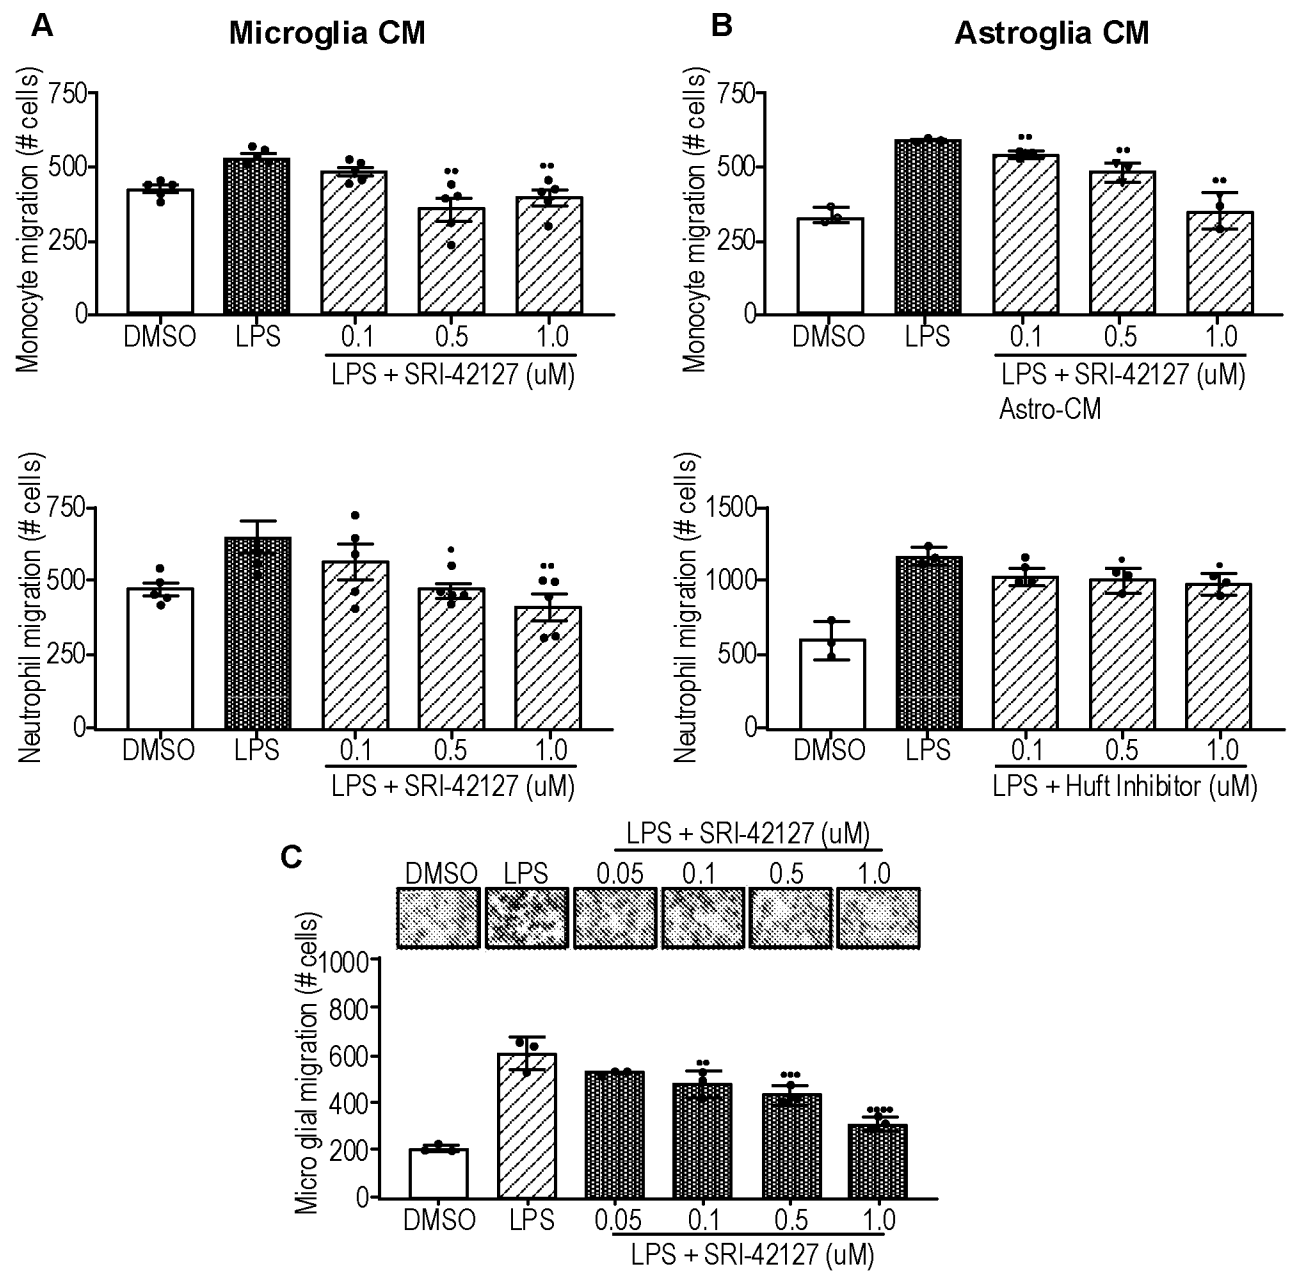 A
Microglia CM
B
Astroglia CM
Monocyte migration (# cells)
750
500
250
0
DMSO
LPS
0.1
0.5
1.0
LPS + SRI-42127 (uM)
Monocyte migration (# cells)
750
500
250
0
DMSO
LPS
0.1
0.5
1.0
LPS + SRI-42127 (uM)
Astro-CM
Neutrophil migration (# cells)
750
500
250
0
DMSO
LPS
0.1
0.5
1.0
LPS + SRI-42127 (uM)
Neutrophil migration (# cells)
1500
1000
500
0
DMSO
LPS
0.1
0.5
1.0
LPS + Huft Inhibitor (uM)
C
LPS + SRI-42127 (uM)
DMSO
LPS
0.05
0.1
0.5
1.0
Micro glial migration (# cells)
1000
800
600
400
200
0
DMSO
LPS
0.05
0.1
0.5
1.0
LPS + SRI-42127 (uM)